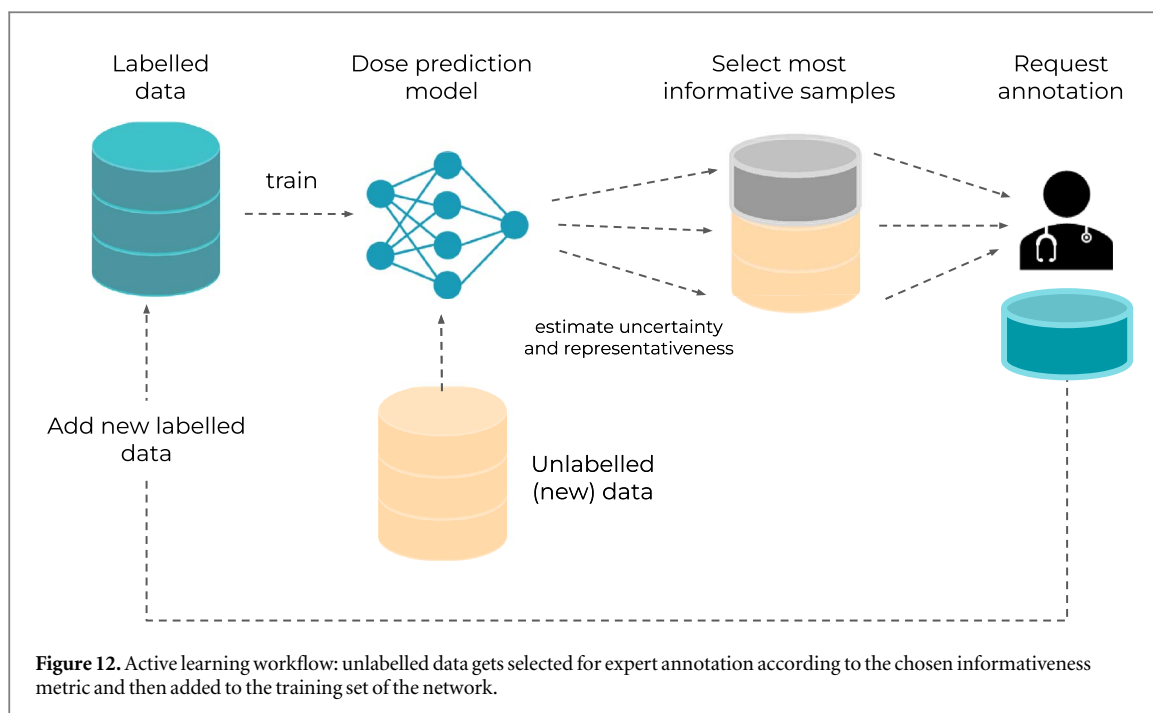 Labelled
data
Dose prediction
model
Select most
informative samples
Request
annotation
train
estimate uncertainty
and representativeness
Add new labelled
data
Unlabelled
(new) data
Figure 12. Active learning workflow: unlabelled data gets selected for expert annotation according to the chosen informativeness
metric and then added to the training set of the network.